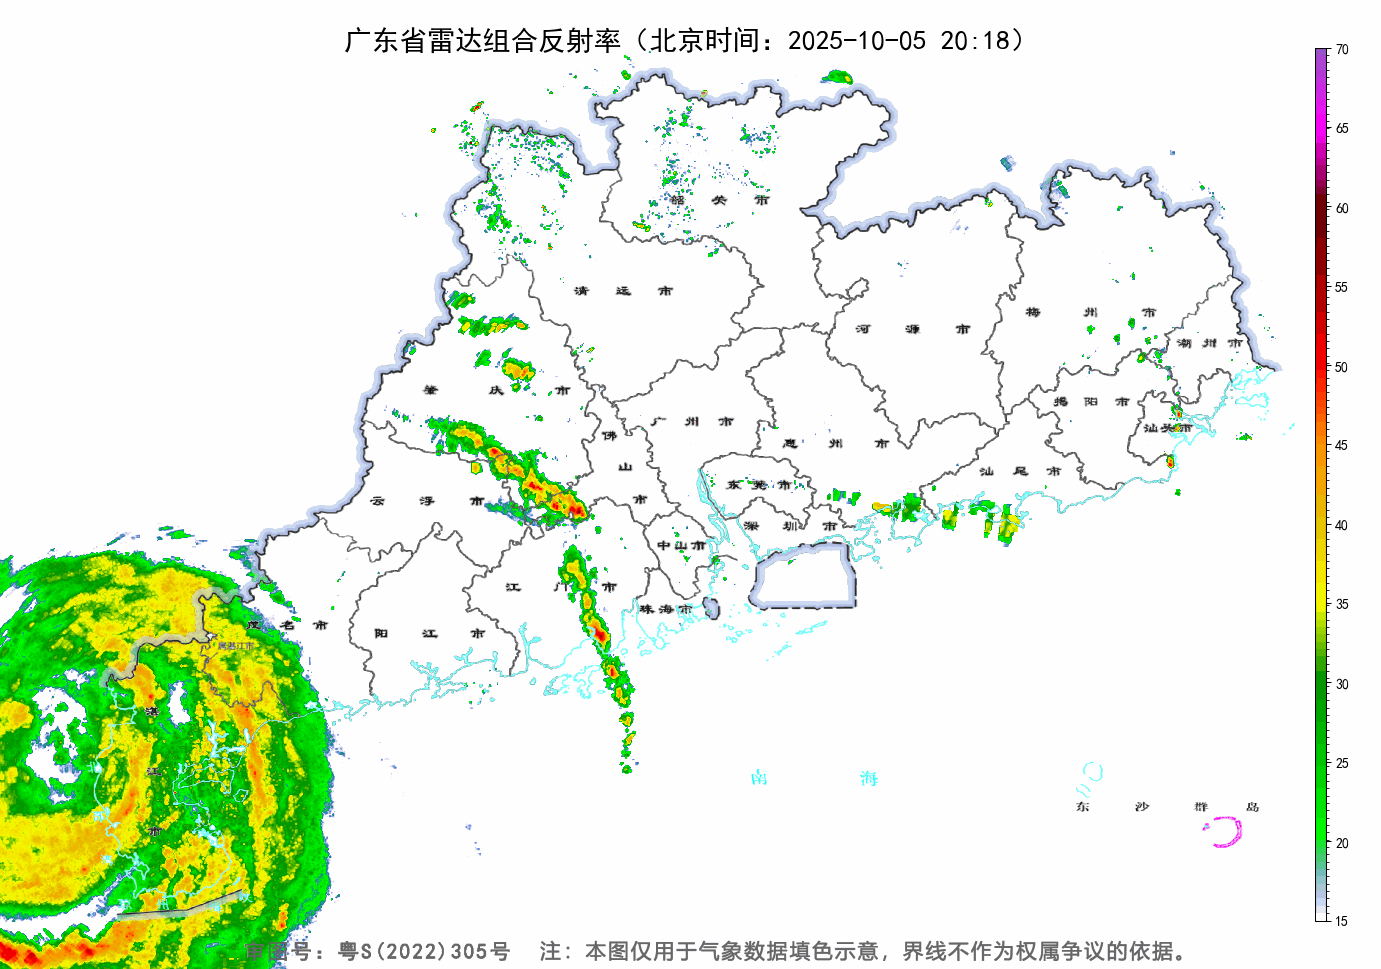 广东省雷达组合反射率（北京时间：2025-10-05 20:18）
70
65
60
55
50
45
40
35
30
25
20
15
韶关市
清远市
河源市
梅州市
潮州市
肇庆市
广州市
佛山市
惠州市
揭阳市
汕头市
汕尾市
东莞市
云浮市
深圳市
中山市
江门市
珠海市
茂名市
阳江市
属湛江市
湛江市
南海
东沙群岛
审图号：粤S(2022)305号 注：本图仅用于气象数据填色示意，界线不作为权属争议的依据。